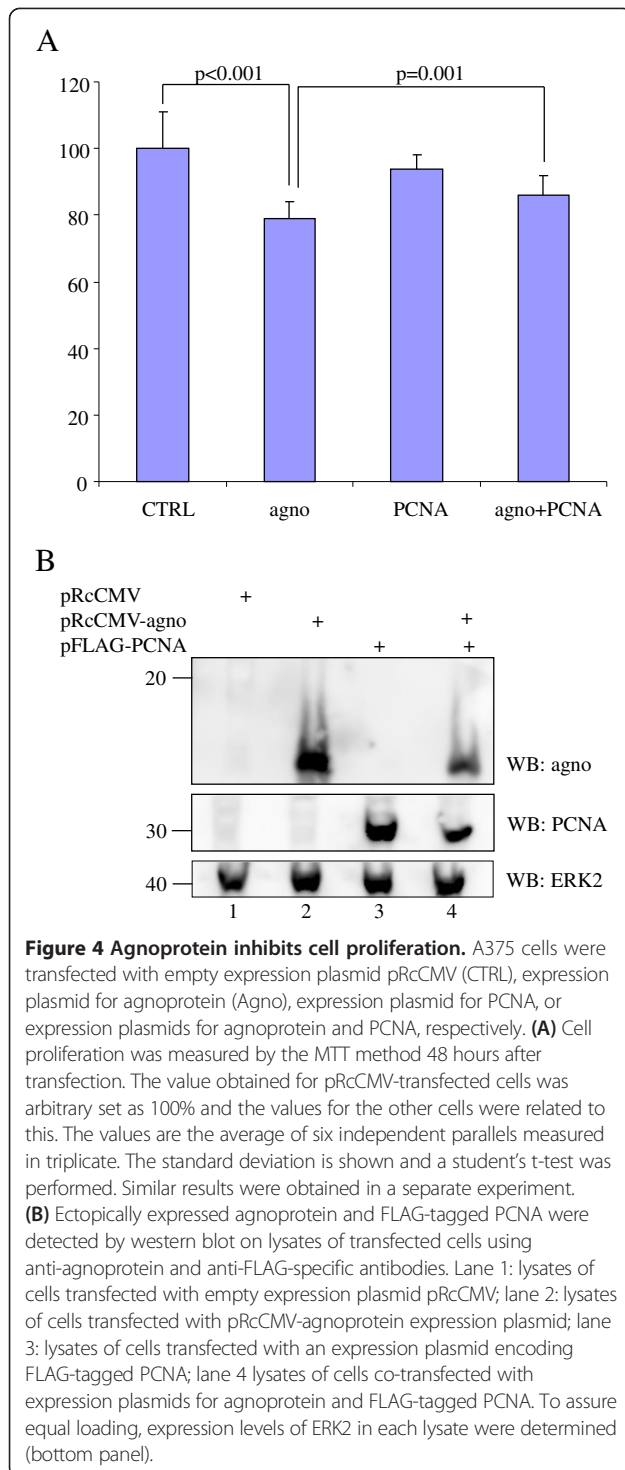 A
p<0.001
p=0.001
120
100
80
60
40
20
0
CTRL agno PCNA agno+PCNA
B
pRcCMV +
pRcCMV-agno + +
pFLAG-PCNA + +
20
WB: agno
30 WB: PCNA
40 WB: ERK2
1 2 3 4
Figure 4 Agnoprotein inhibits cell proliferation. A375 cells were
transfected with empty expression plasmid pRcCMV (CTRL), expression
plasmid for agnoprotein (Agno), expression plasmid for PCNA, or
expression plasmids for agnoprotein and PCNA, respectively. (A) Cell
proliferation was measured by the MTT method 48 hours after
transfection. The value obtained for pRcCMV-transfected cells was
arbitrary set as 100% and the values for the other cells were related to
this. The values are the average of six independent parallels measured
in triplicate. The standard deviation is shown and a student's t-test was
performed. Similar results were obtained in a separate experiment.
(B) Ectopically expressed agnoprotein and FLAG-tagged PCNA were
detected by western blot on lysates of transfected cells using
anti-agnoprotein and anti-FLAG-specific antibodies. Lane 1: lysates of
cells transfected with empty expression plasmid pRcCMV; lane 2: lysates
of cells transfected with pRcCMV-agnoprotein expression plasmid; lane
3: lysates of cells transfected with an expression plasmid encoding
FLAG-tagged PCNA; lane 4 lysates of cells co-transfected with
expression plasmids for agnoprotein and FLAG-tagged PCNA. To assure
equal loading, expression levels of ERK2 in each lysate were determined
(bottom panel).